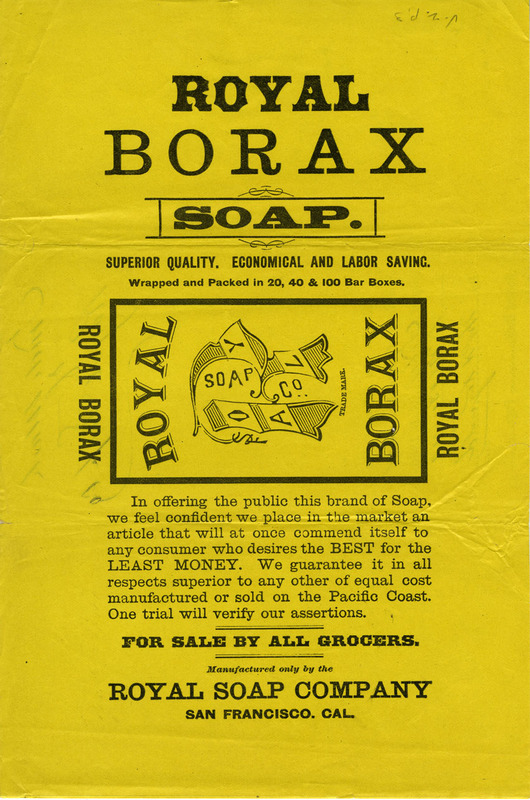 ROYAL
BORAX
SOAP.
SUPERIOR QUALITY. ECONOMICAL AND LABOR SAVING.
Wrapped and Packed in 20, 40 & 100 Bar Boxes.
ROYAL BORAX
ROYAL
SOAP CO.
TRADE MARK.
BORAX
ROYAL BORAX
In offering the public this brand of Soap,
we feel confident we place in the market an
article that will at once commend itself to
any consumer who desires the BEST for the
LEAST MONEY. We guarantee it in all
respects superior to any other of equal cost
manufactured or sold on the Pacific Coast.
One trial will verify our assertions.
FOR SALE BY ALL GROCERS.
Manufactured only by the
ROYAL SOAP COMPANY
SAN FRANCISCO. CAL.